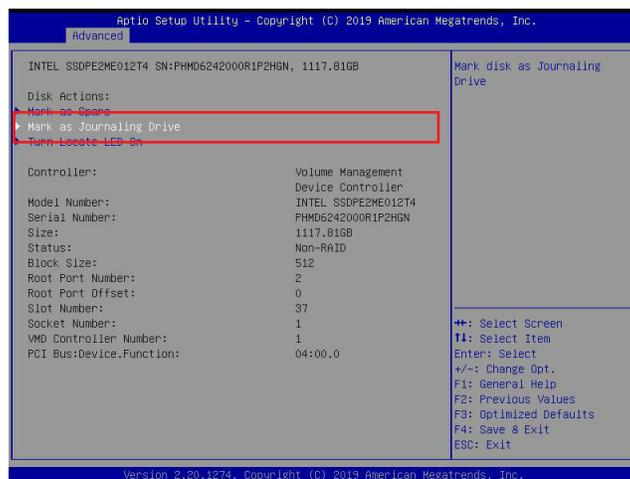 Aptio Setup Utility – Copyright (C) 2019 American Megatrends, Inc.
Advanced
INTEL SSDPE2ME012T4 SN:PHMD6242000R1P2HGN, 1117.81GB
Disk Actions:
Mark as Spare
Mark as Journaling Drive
Turn Locate LED On
Controller: Volume Management
Device Controller
Model Number: INTEL SSDPE2ME012T4
Serial Number: PHMD6242000R1P2HGN
Size: 1117.81GB
Status: Non-RAID
Block Size: 512
Root Port Number: 2
Root Port Offset: 0
Slot Number: 37
Socket Number: 1
VMD Controller Number: 1
PCI Bus:Device.Function: 04:00.0
Mark disk as Journaling
Drive
→←: Select Screen
↑↓: Select Item
Enter: Select
+/-: Change Opt.
F1: General Help
F2: Previous Values
F3: Optimized Defaults
F4: Save & Exit
ESC: Exit
Version 2.20.1274. Copyright (C) 2019 American Megatrends, Inc.